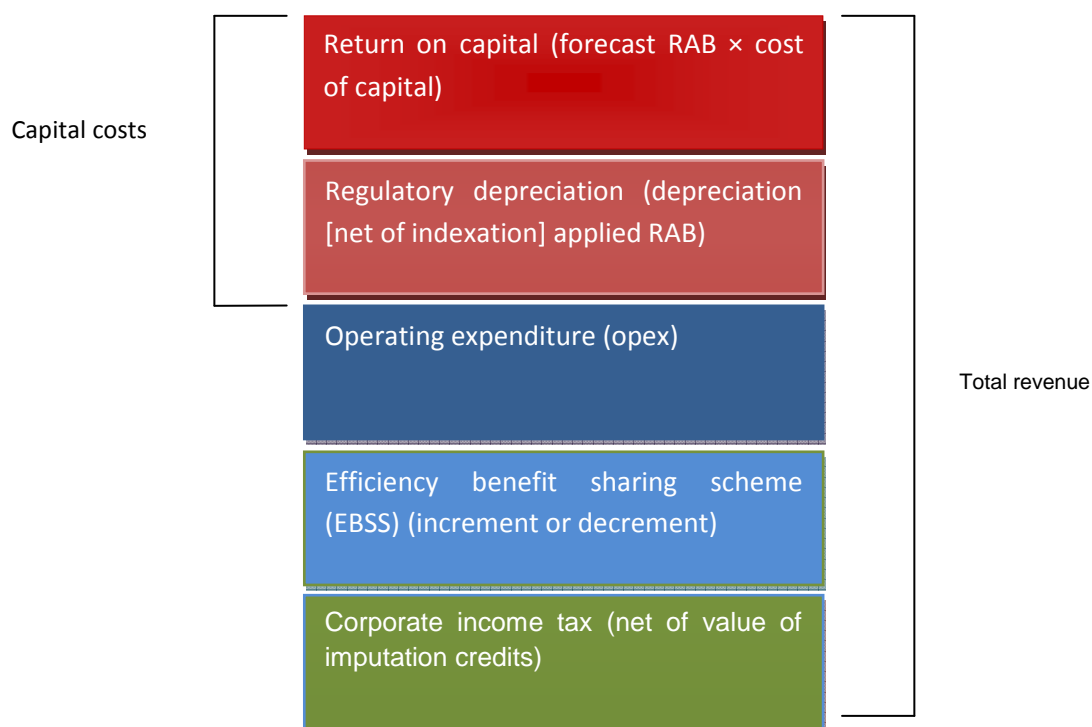 Return on capital (forecast RAB × cost
of capital)
Capital costs
Regulatory depreciation (depreciation
[net of indexation] applied RAB)
Operating expenditure (opex)
Total revenue
Efficiency benefit sharing scheme
(EBSS) (increment or decrement)
Corporate income tax (net of value of
imputation credits)